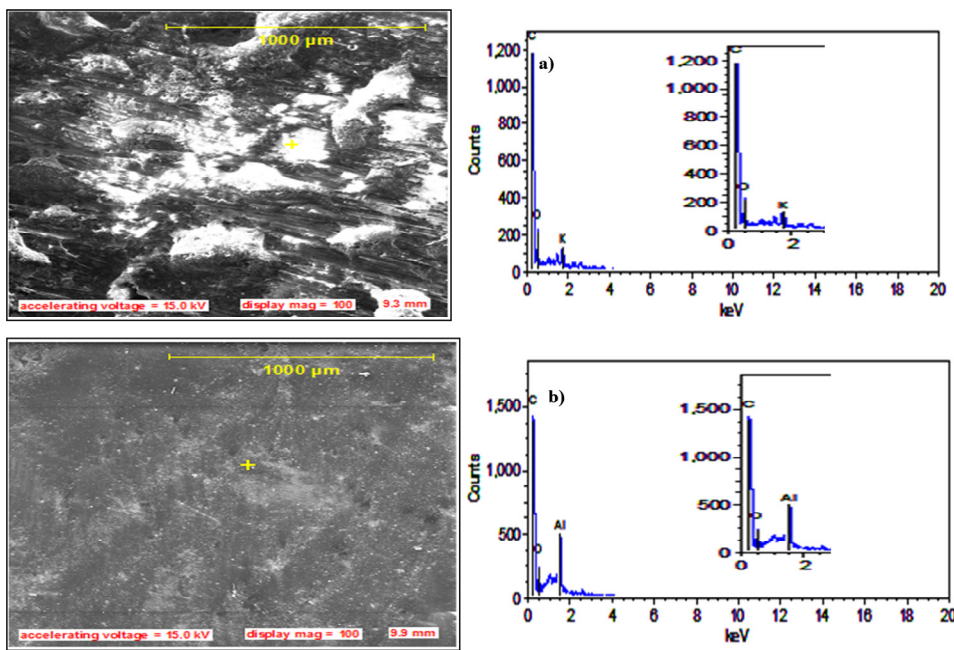 1000 µm
accelerating voltage = 15.0 kV display mag = 100 9.3 mm
a)
C
O
K
1,200
1,000
800
600
400
200
0
Counts
0 2 4 6 8 10 12 14 16 18 20
keV
C
O
K
1,200
1,000
800
600
400
200
0
0 2
1000 µm
accelerating voltage = 15.0 kV display mag = 100 9.9 mm
b)
C
O
Al
1,500
1,000
500
0
Counts
0 2 4 6 8 10 12 14 16 18 20
keV
C
O
Al
1,500
1,000
500
0
0 2